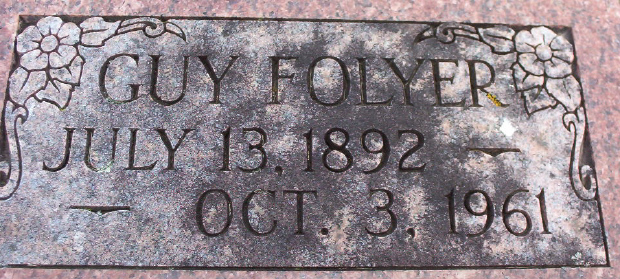 GUY FOLYER
JULY 13, 1892 —
— OCT. 3, 1961